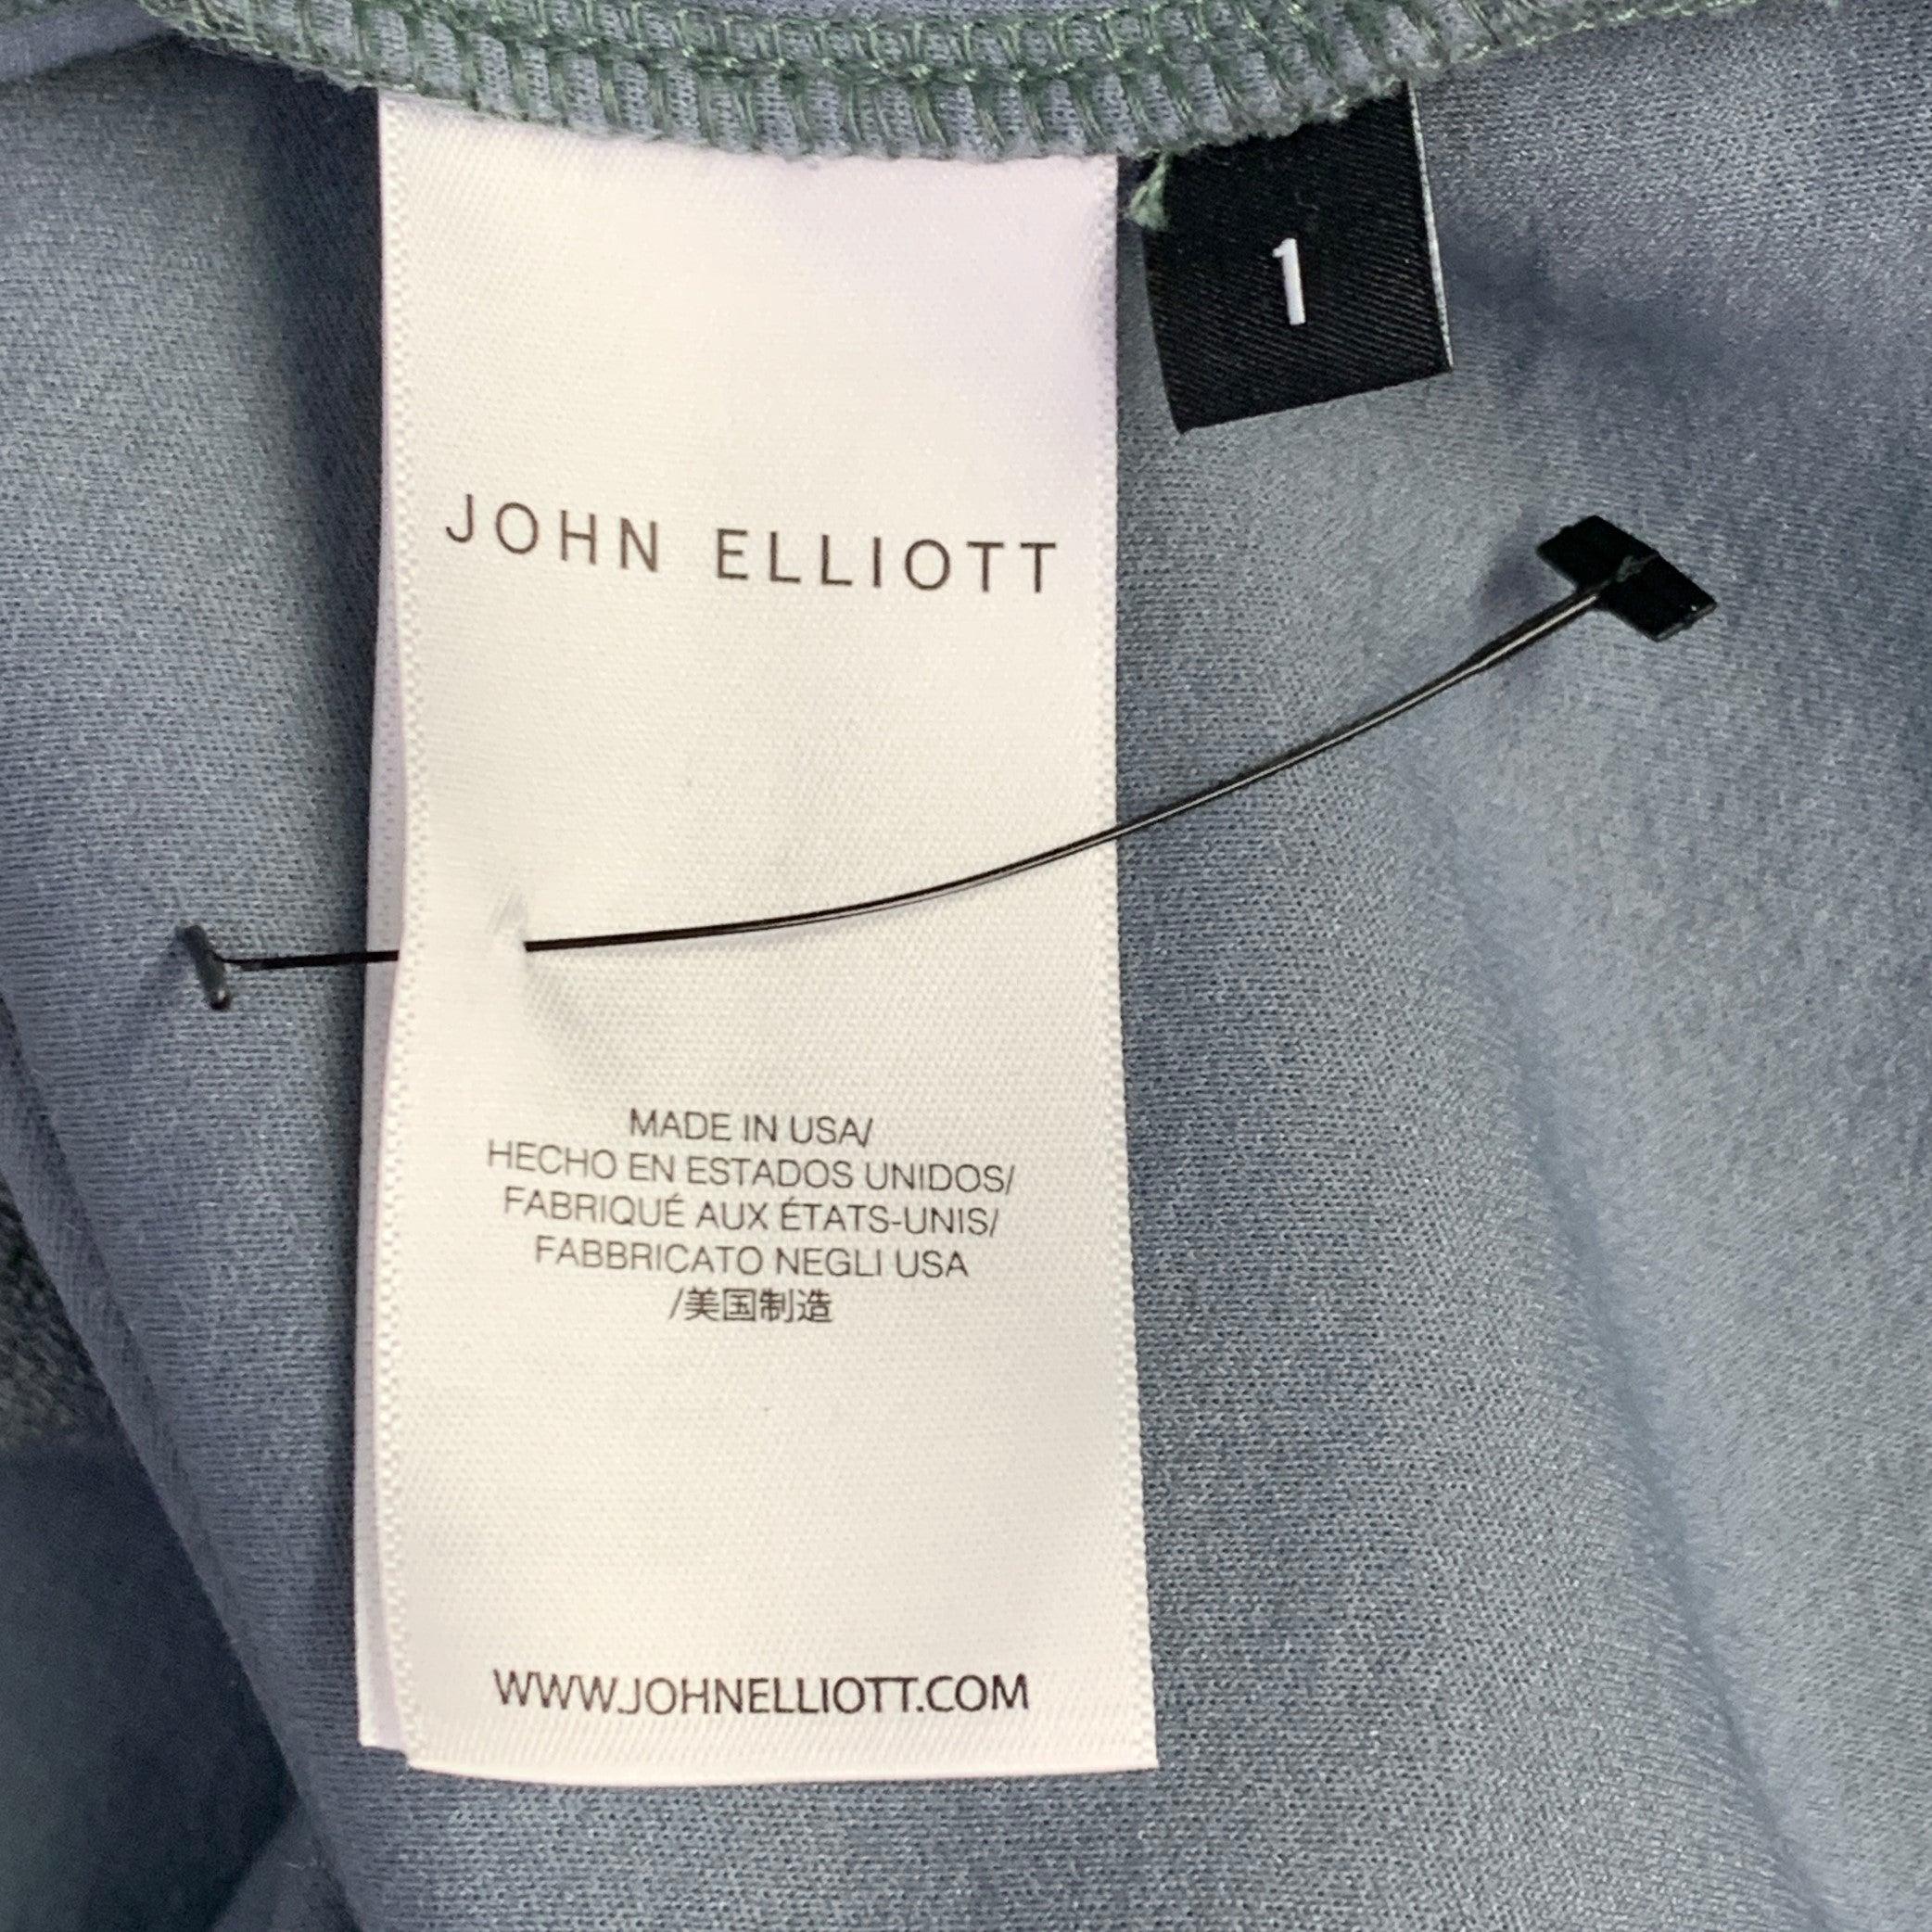 1
JOHN ELLIOTT
MADE IN USA/
HECHO EN ESTADOS UNIDOS/
FABRIQUÉ AUX ÉTATS-UNIS/
FABBRICATO NEGLI USA
/美国制造
WWW.JOHNELLIOTT.COM